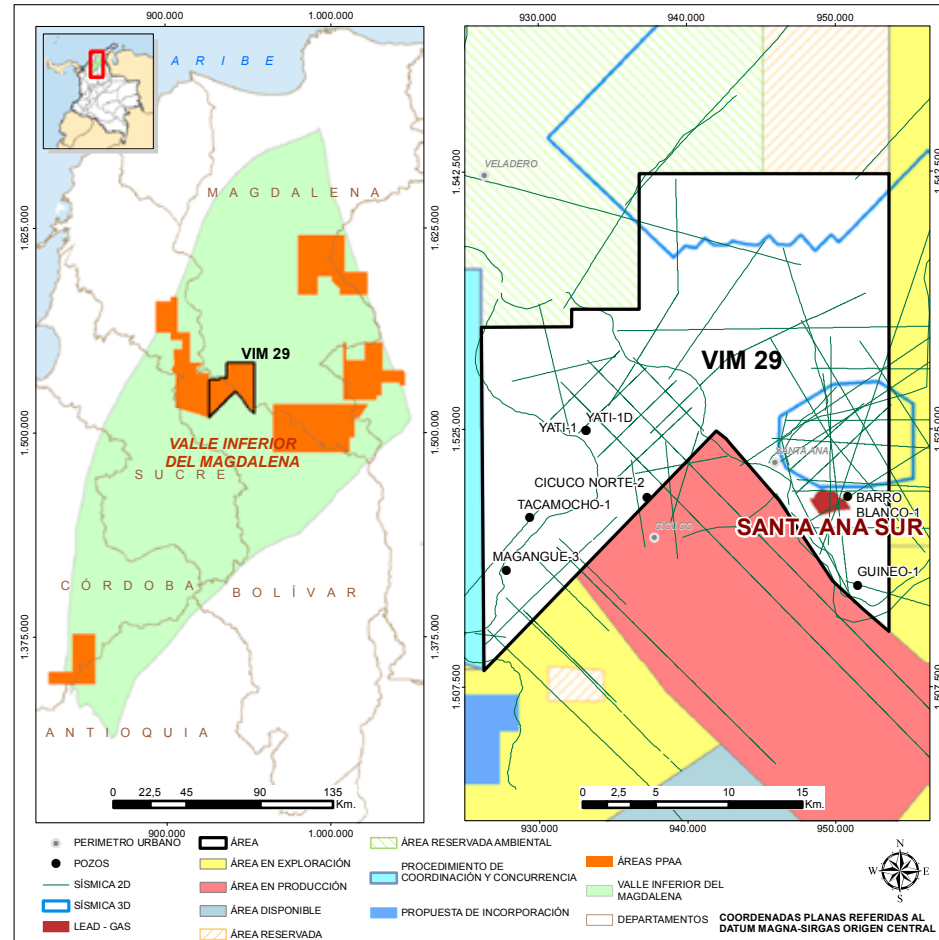 900.000
1.000.000
A R I B E
M A G D A L E N A
VIM 29
VALLE INFERIOR
DEL MAGDALENA
S U C R E
C Ó R D O B A
B O L Í V A R
A N T I O Q U I A
1.625.000
1.500.000
1.375.000
1.625.000
1.500.000
1.375.000
0 22,5 45 90 135
Km.
900.000
1.000.000
930.000
940.000
950.000
1.542.500
1.525.000
1.507.500
1.542.500
1.525.000
1.507.500
VELADERO
VIM 29
YATI-1D
YATI-1
SANTA ANA
CICUCO NORTE-2
TACAMOCHO-1
BARRO
BLANCO-1
SANTA ANA SUR
CICUCO
MAGANGUE-3
GUINEO-1
0 2,5 5 10 15
Km.
930.000
940.000
950.000
PERIMETRO URBANO
POZOS
SÍSMICA 2D
SÍSMICA 3D
LEAD - GAS
ÁREA
ÁREA EN EXPLORACIÓN
ÁREA EN PRODUCCIÓN
ÁREA DISPONIBLE
ÁREA RESERVADA
ÁREA RESERVADA AMBIENTAL
PROCEDIMIENTO DE
COORDINACIÓN Y CONCURRENCIA
PROPUESTA DE INCORPORACIÓN
ÁREAS PPAA
VALLE INFERIOR DEL
MAGDALENA
DEPARTAMENTOS
N
W E
S
COORDENADAS PLANAS REFERIDAS AL
DATUM MAGNA-SIRGAS ORIGEN CENTRAL